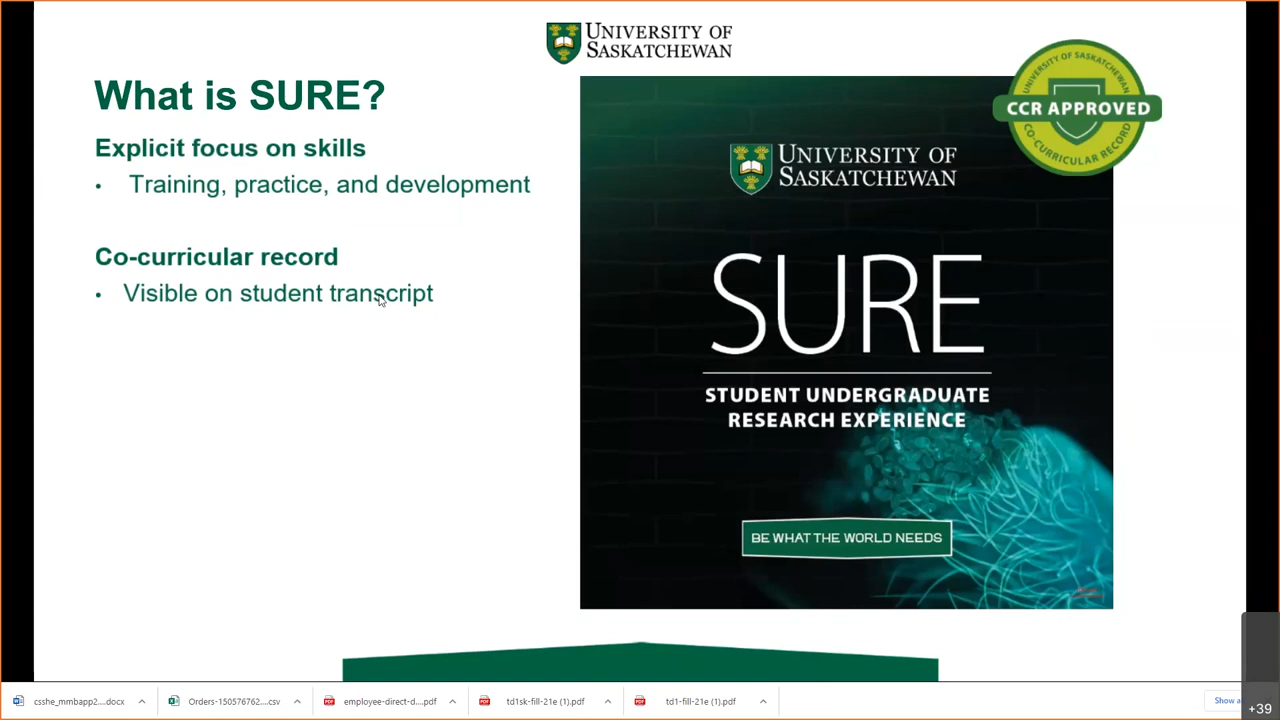 UNIVERSITY OF
SASKATCHEWAN
What is SURE?
Explicit focus on skills
• Training, practice, and development
Co-curricular record
• Visible on student transcript
UNIVERSITY OF SASKATCHEWAN
CCR APPROVED
CO-CURRICULAR RECORD
UNIVERSITY OF
SASKATCHEWAN
SURE
STUDENT UNDERGRADUATE
RESEARCH EXPERIENCE
BE WHAT THE WORLD NEEDS
csshe_mmbapp2....docx
Orders-150576762....csv
employee-direct-d....pdf
td1sk-fill-21e (1).pdf
td1-fill-21e (1).pdf
Show a
+39